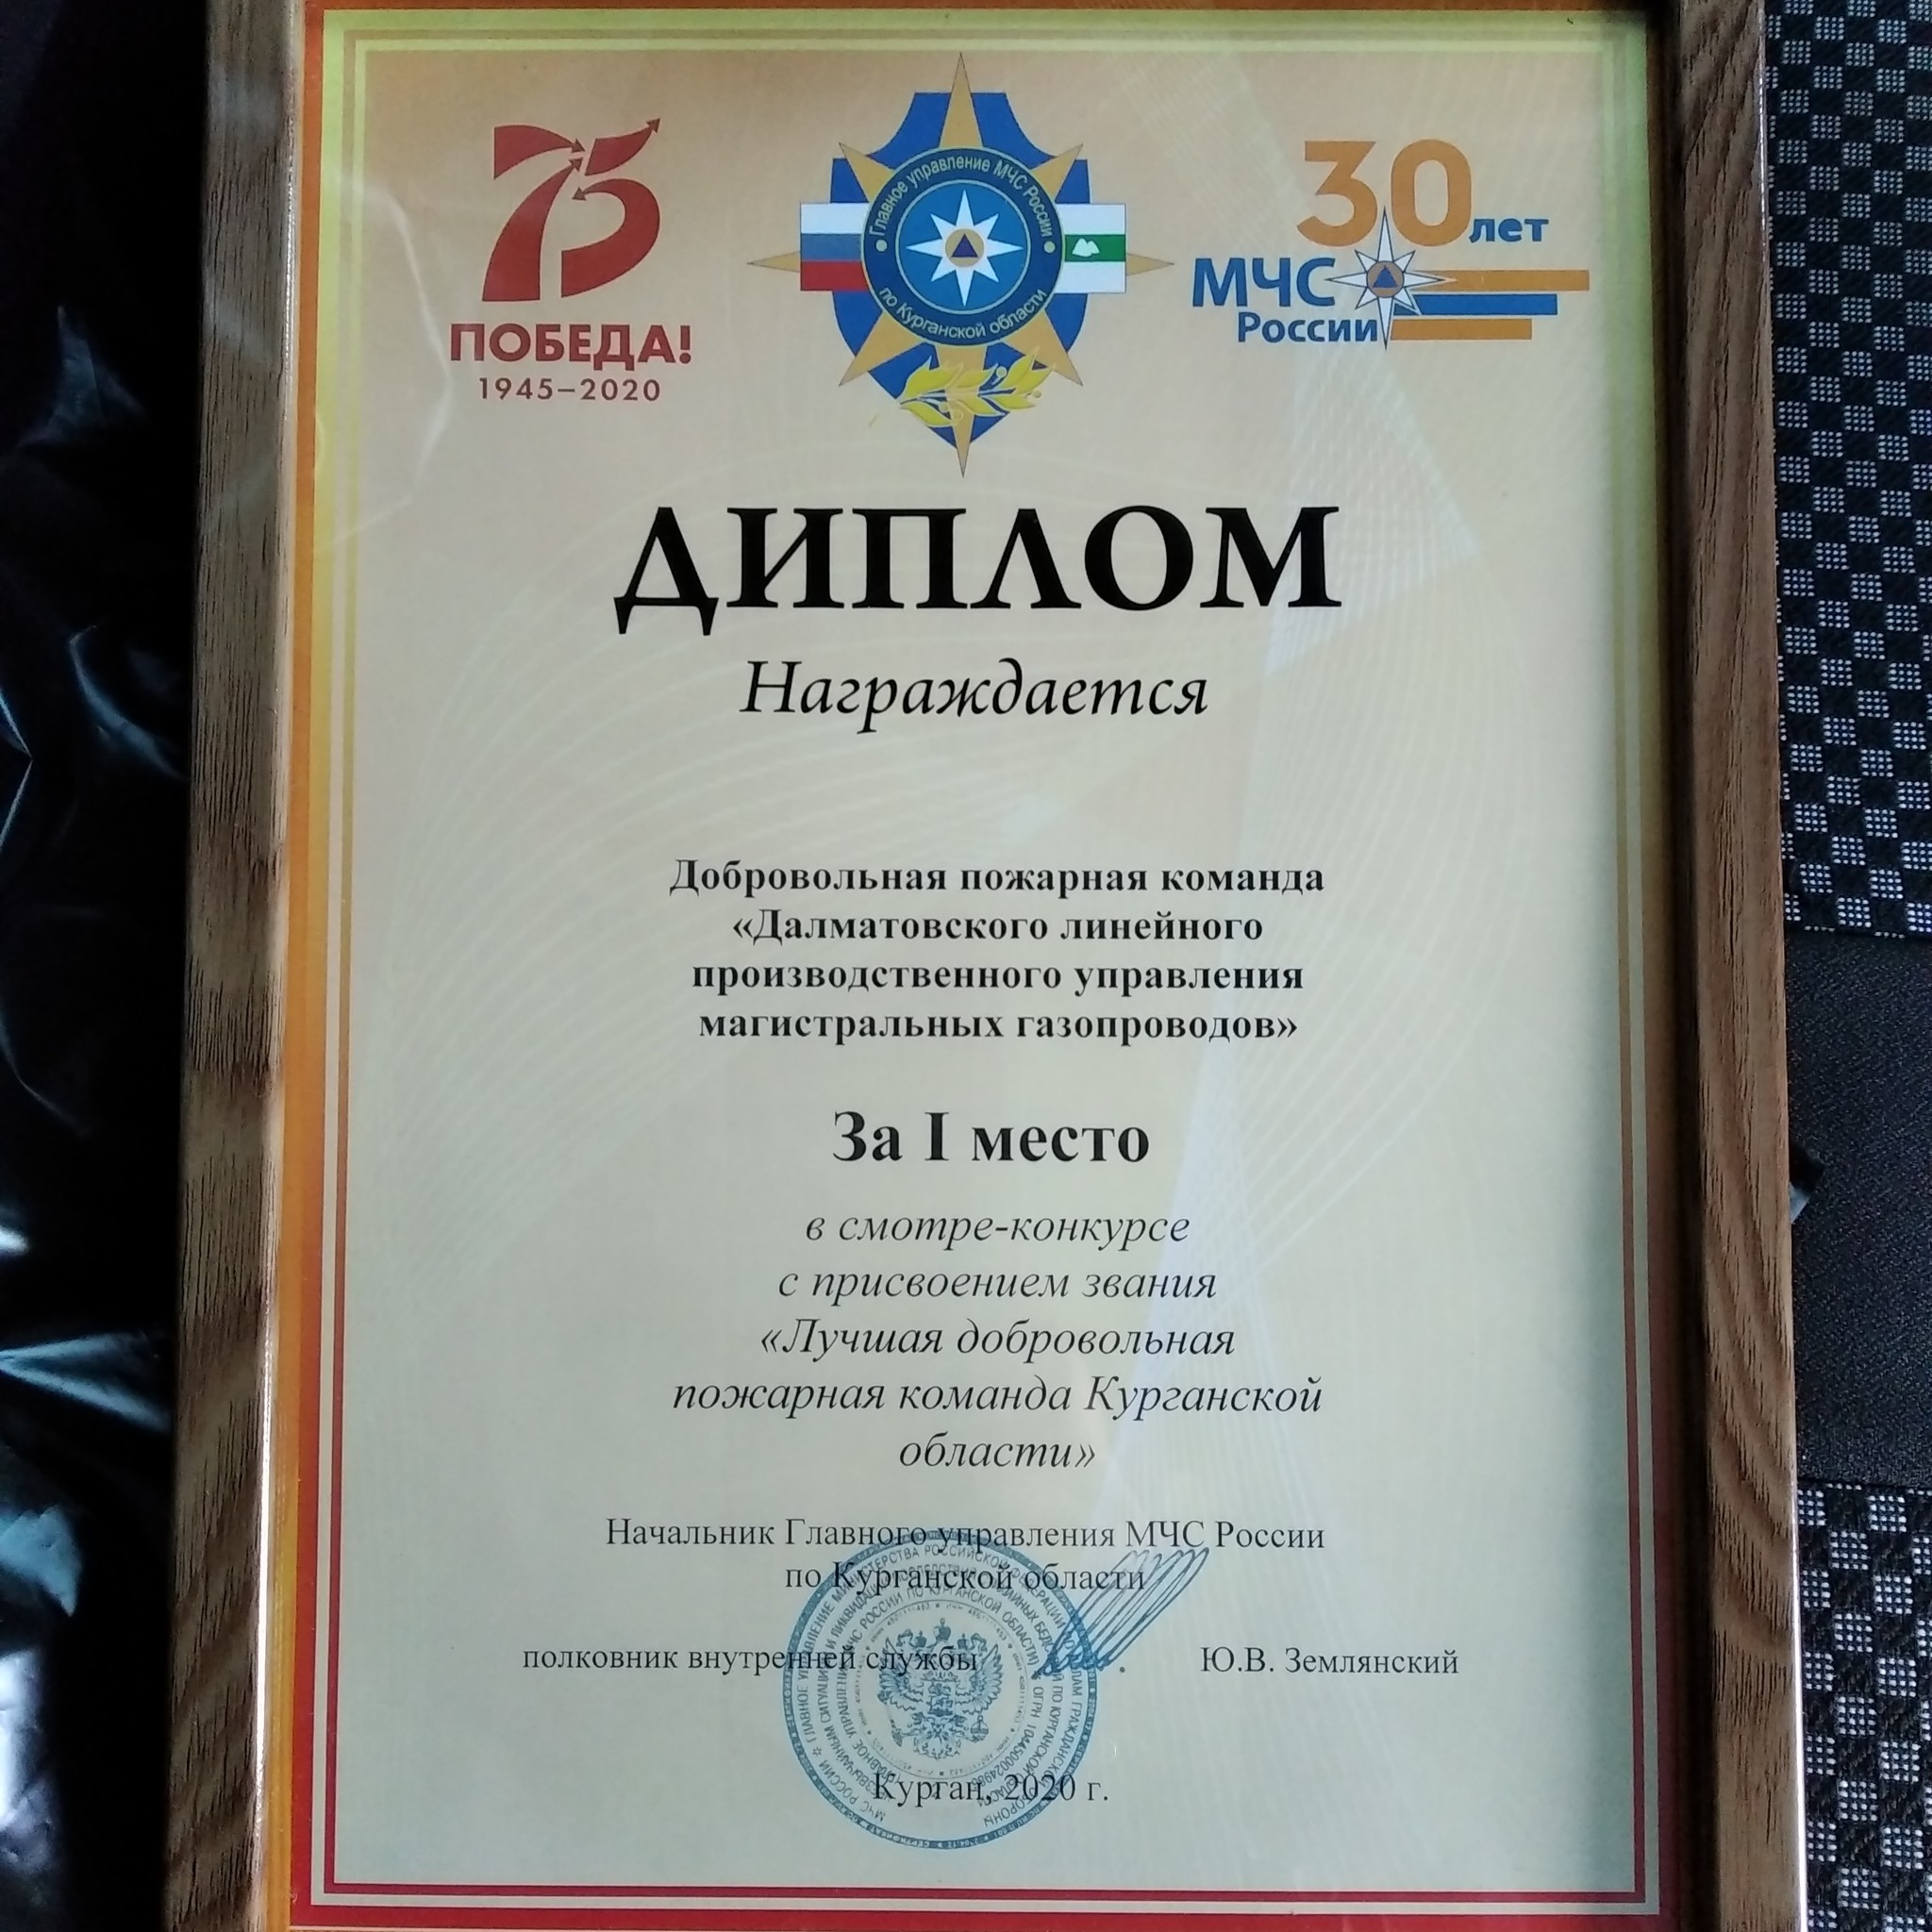 75
ПОБЕДА!
1945–2020
Главное управление МЧС России
по Курганской области
30 лет
МЧС
России
ДИПЛОМ
Награждается
Добровольная пожарная команда
«Далматовского линейного
производственного управления
магистральных газопроводов»
За I место
в смотре-конкурсе
с присвоением звания
«Лучшая добровольная
пожарная команда Курганской
области»
Начальник Главного управления МЧС России
по Курганской области
полковник внутренней службы Ю.В. Землянский
Курган, 2020 г.